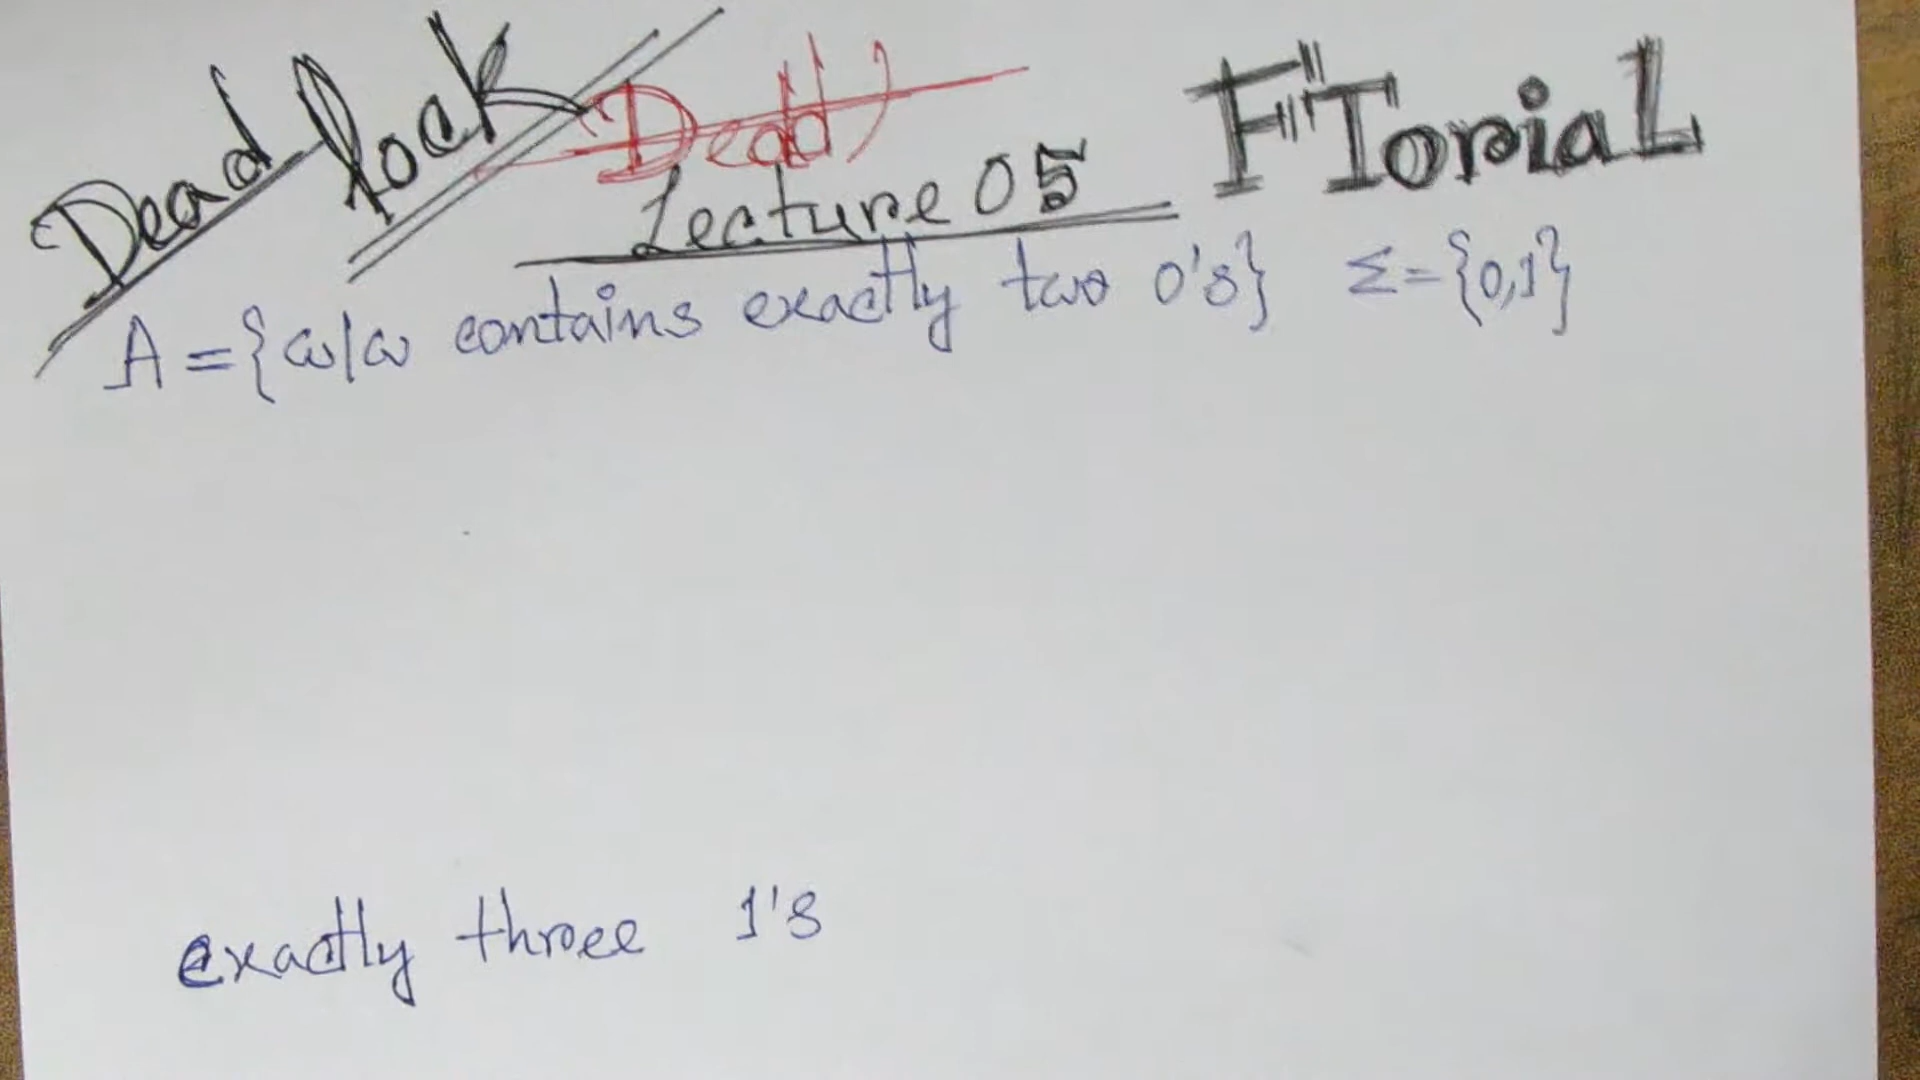 Dead lock
(Dead)
FTorial
Lecture 05
A = {ω/ω contains exactly two 0's} Σ = {0,1}
exactly three 1's